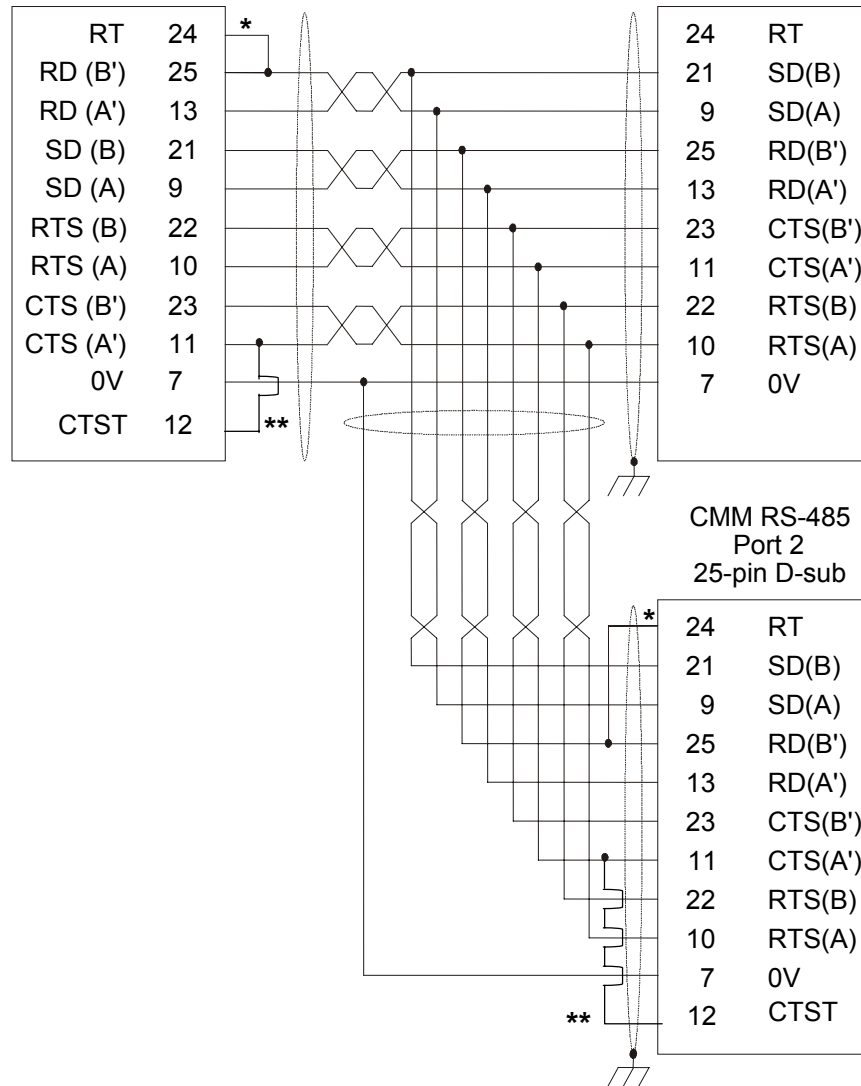 RT 24 *
RD (B') 25
RD (A') 13
SD (B) 21
SD (A) 9
RTS (B) 22
RTS (A) 10
CTS (B') 23
CTS (A') 11
0V 7
CTST 12 **
24 RT
21 SD(B)
9 SD(A)
25 RD(B')
13 RD(A')
23 CTS(B')
11 CTS(A')
22 RTS(B)
10 RTS(A)
7 0V
CMM RS-485
Port 2
25-pin D-sub
* 24 RT
21 SD(B)
9 SD(A)
25 RD(B')
13 RD(A')
23 CTS(B')
11 CTS(A')
22 RTS(B)
10 RTS(A)
7 0V
** 12 CTST